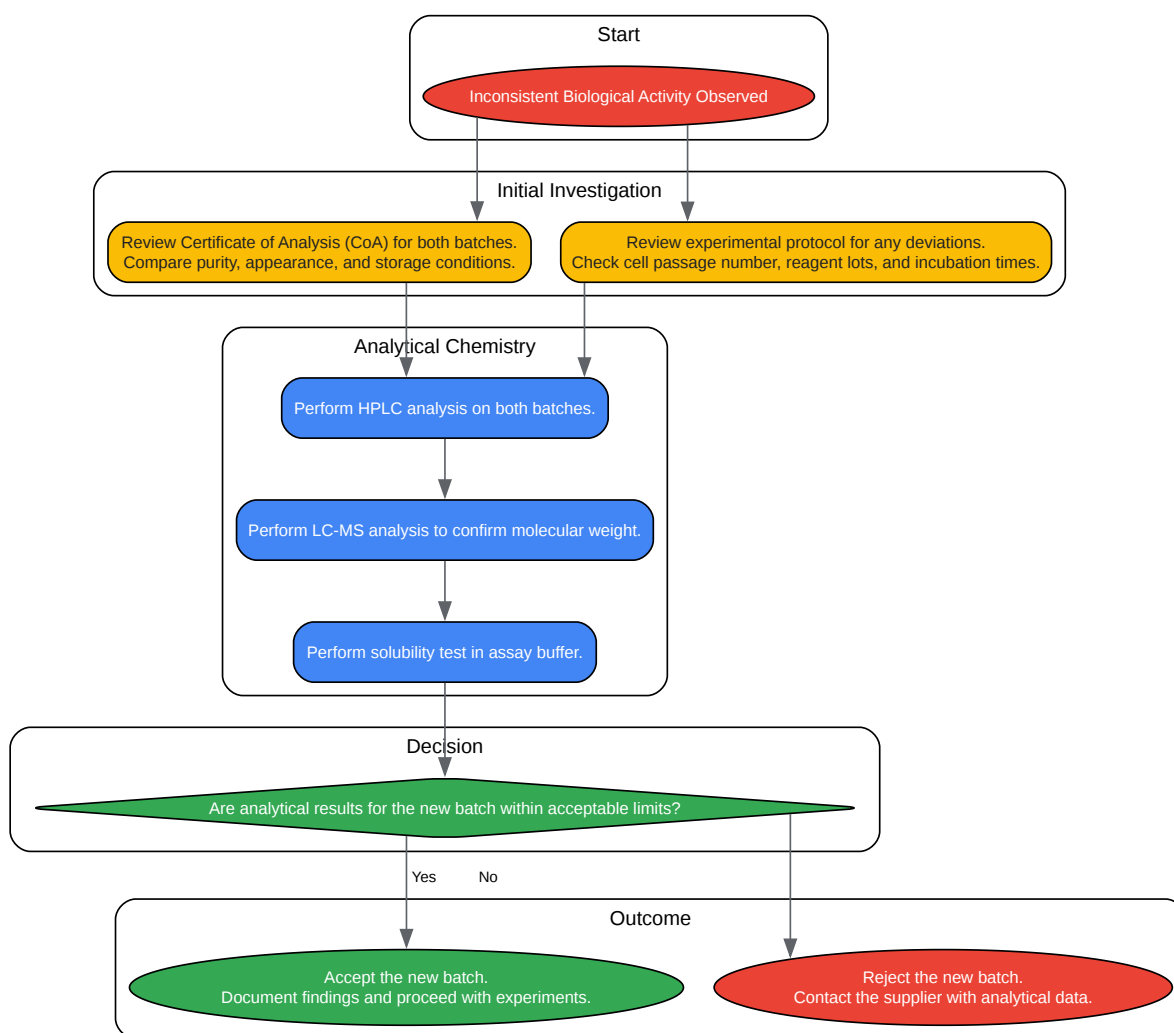 Start
Inconsistent Biological Activity Observed
Initial Investigation
Review Certificate of Analysis (CoA) for both batches.
Compare purity, appearance, and storage conditions.
Review experimental protocol for any deviations.
Check cell passage number, reagent lots, and incubation times.
Analytical Chemistry
Perform HPLC analysis on both batches.
Perform LC-MS analysis to confirm molecular weight.
Perform solubility test in assay buffer.
Decision
Are analytical results for the new batch within acceptable limits?
Yes
No
Outcome
Accept the new batch.
Document findings and proceed with experiments.
Reject the new batch.
Contact the supplier with analytical data.